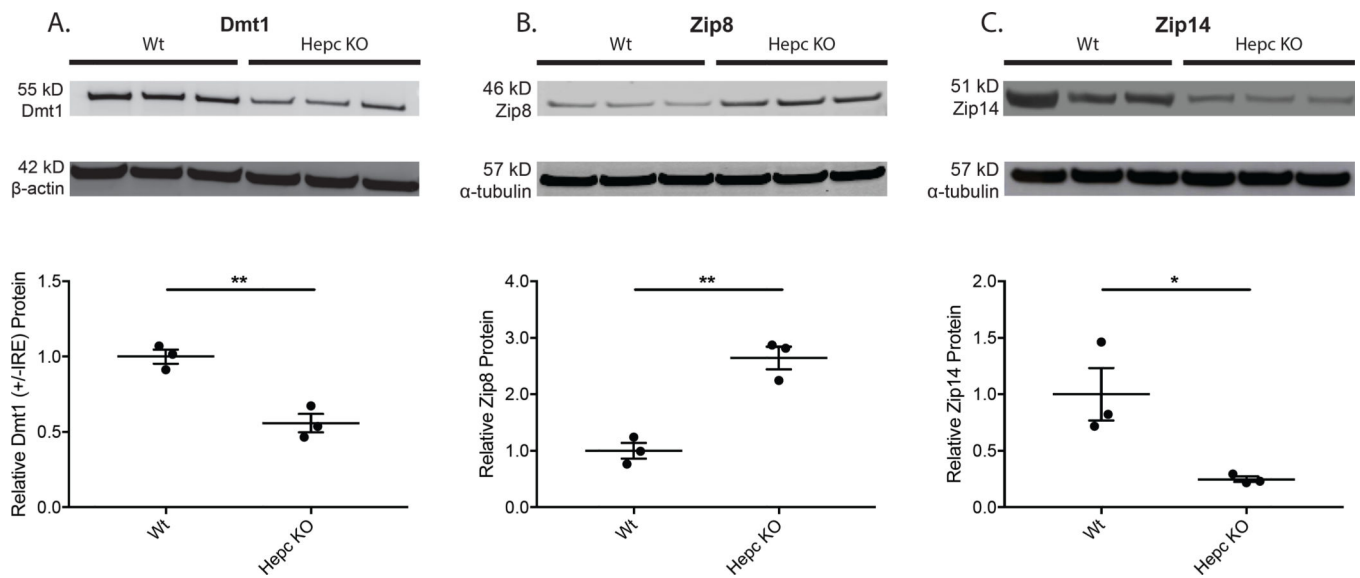 A.
Dmt1
Wt
Hepc KO
55 kD
Dmt1
42 kD
β-actin
**
Relative Dmt1 (+/-IRE) Protein
1.5
1.0
0.5
0.0
Wt
Hepc KO
B.
Zip8
Wt
Hepc KO
46 kD
Zip8
57 kD
α-tubulin
**
Relative Zip8 Protein
4.0
3.0
2.0
1.0
0.0
Wt
Hepc KO
C.
Zip14
Wt
Hepc KO
51 kD
Zip14
57 kD
α-tubulin
*
Relative Zip14 Protein
2.0
1.5
1.0
0.5
0.0
Wt
Hepc KO